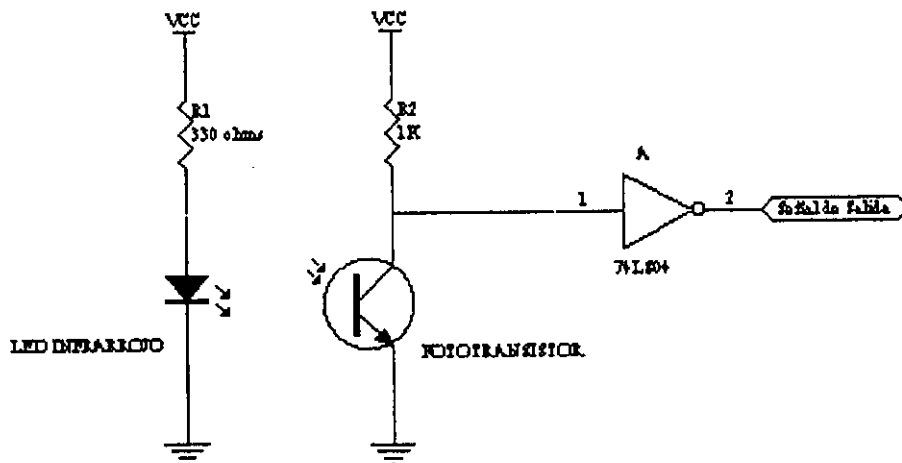 VCC
VCC
R1
330 ohms
R2
1K
A
1
2
Señal de Salida
74LS04
LED INFRARROJO
FOTOTRANSISTOR